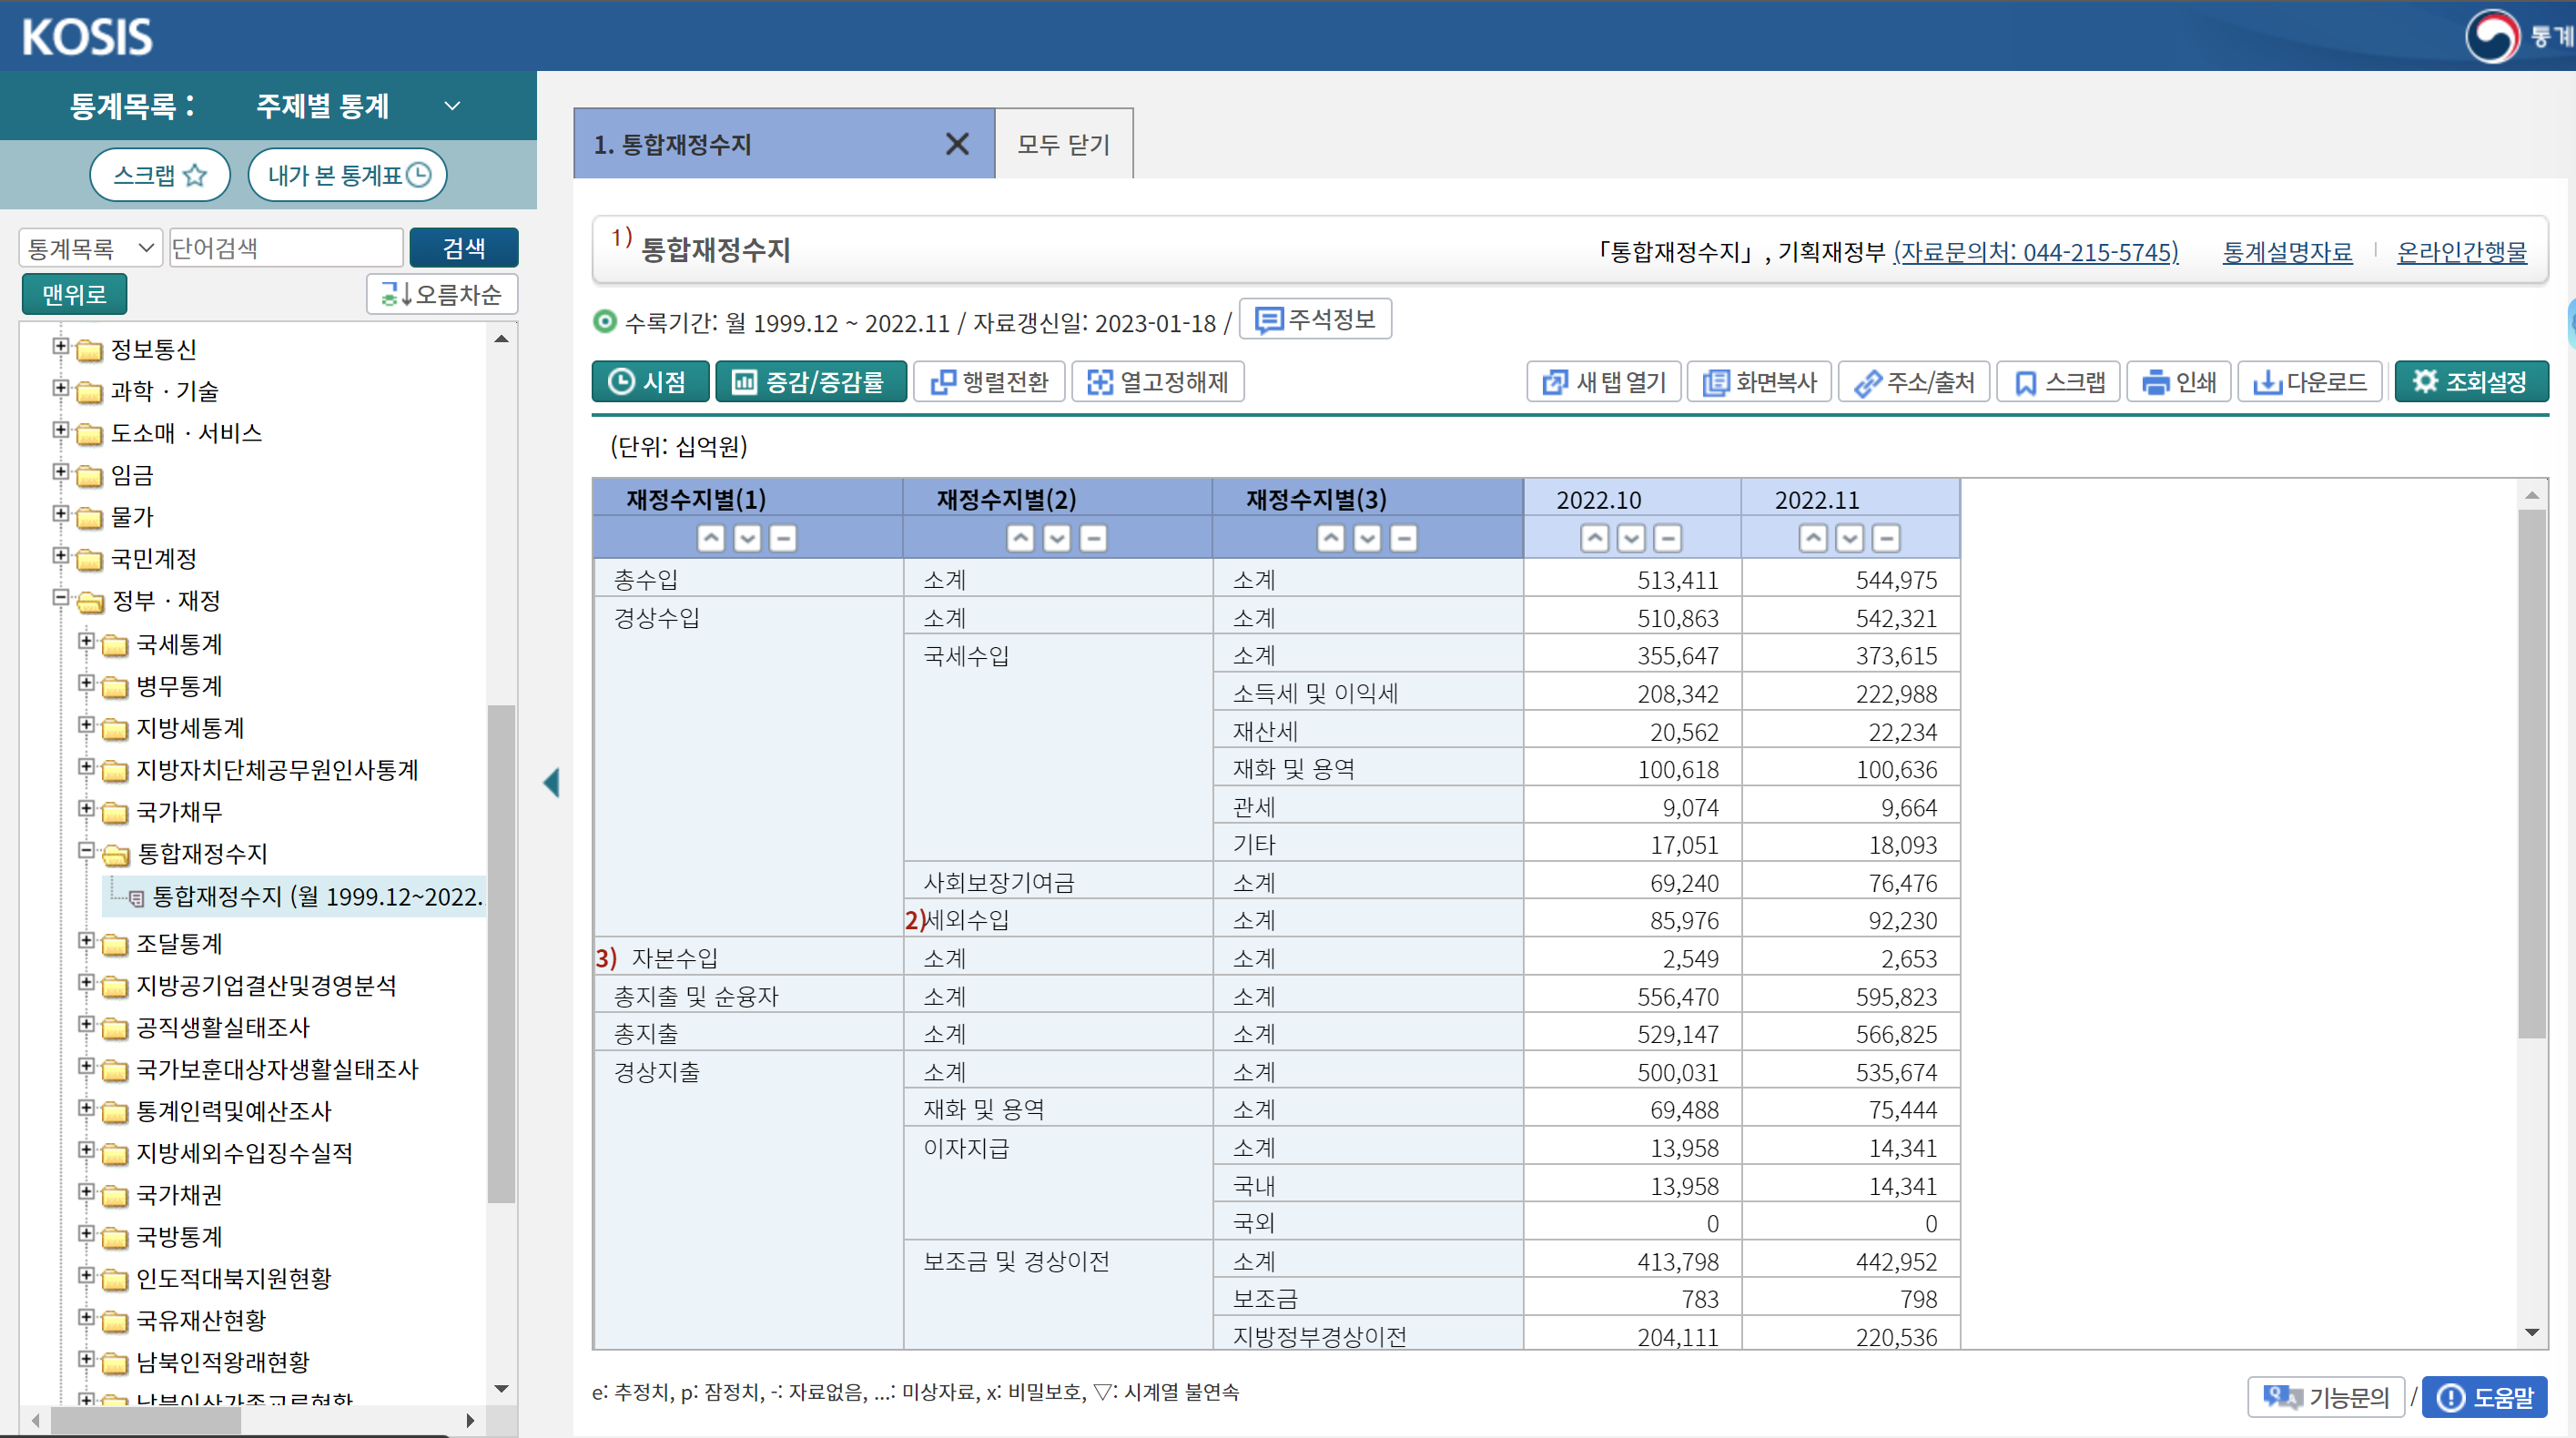 KOSIS
통계목록 : 주제별 통계
스크랩 내가 본 통계표
통계목록 단어검색 검색
맨위로 오름차순
정보통신
과학 · 기술
도소매 · 서비스
임금
물가
국민계정
정부 · 재정
국세통계
병무통계
지방세통계
지방자치단체공무원인사통계
국가채무
통합재정수지
통합재정수지 (월 1999.12~2022.
조달통계
지방공기업결산및경영분석
공직생활실태조사
국가보훈대상자생활실태조사
통계인력및예산조사
지방세외수입징수실적
국가채권
국방통계
인도적대북지원현황
국유재산현황
남북인적왕래현황
1. 통합재정수지 모두 닫기
1) 통합재정수지 「통합재정수지」, 기획재정부 (자료문의처: 044-215-5745) 통계설명자료 온라인간행물
수록기간: 월 1999.12 ~ 2022.11 / 자료갱신일: 2023-01-18 / 주석정보
시점 증감/증감률 행렬전환 열고정해제 새 탭 열기 화면복사 주소/출처 스크랩 인쇄 다운로드 조회설정
(단위: 십억원)
재정수지별(1) 재정수지별(2) 재정수지별(3) 2022.10 2022.11
총수입 소계 소계 513,411 544,975
경상수입 소계 소계 510,863 542,321
국세수입 소계 355,647 373,615
소득세 및 이익세 208,342 222,988
재산세 20,562 22,234
재화 및 용역 100,618 100,636
관세 9,074 9,664
기타 17,051 18,093
사회보장기여금 소계 69,240 76,476
2)세외수입 소계 85,976 92,230
3) 자본수입 소계 소계 2,549 2,653
총지출 및 순융자 소계 소계 556,470 595,823
총지출 소계 소계 529,147 566,825
경상지출 소계 소계 500,031 535,674
재화 및 용역 소계 69,488 75,444
이자지급 소계 13,958 14,341
국내 13,958 14,341
국외 0 0
보조금 및 경상이전 소계 413,798 442,952
보조금 783 798
지방정부경상이전 204,111 220,536
e: 추정치, p: 잠정치, -: 자료없음, ...: 미상자료, x: 비밀보호, ▽: 시계열 불연속
기능문의 / 도움말